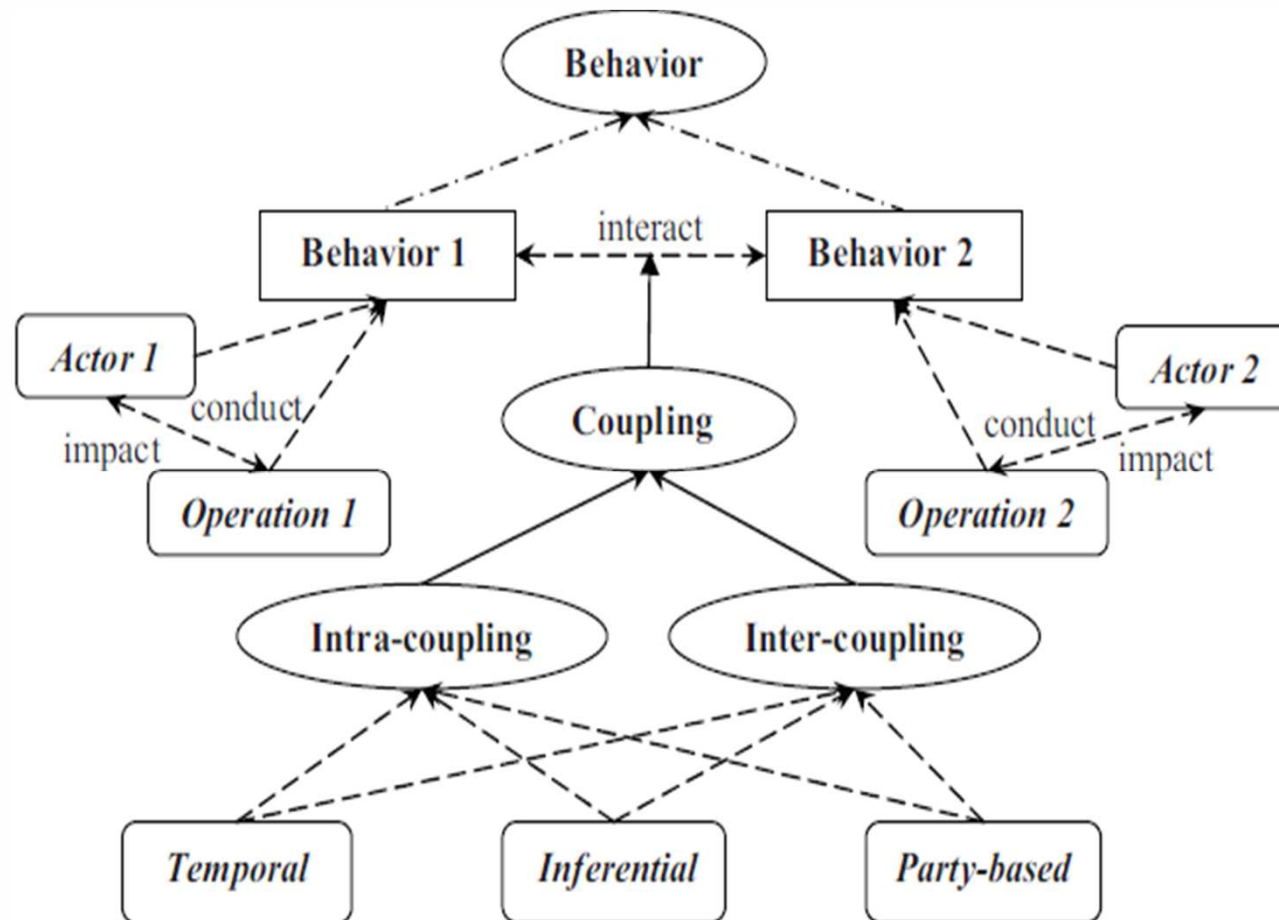 Behavior
interact
Behavior 1
Behavior 2
Actor 1
Actor 2
conduct
impact
Coupling
conduct
impact
Operation 1
Operation 2
Intra-coupling
Inter-coupling
Temporal
Inferential
Party-based